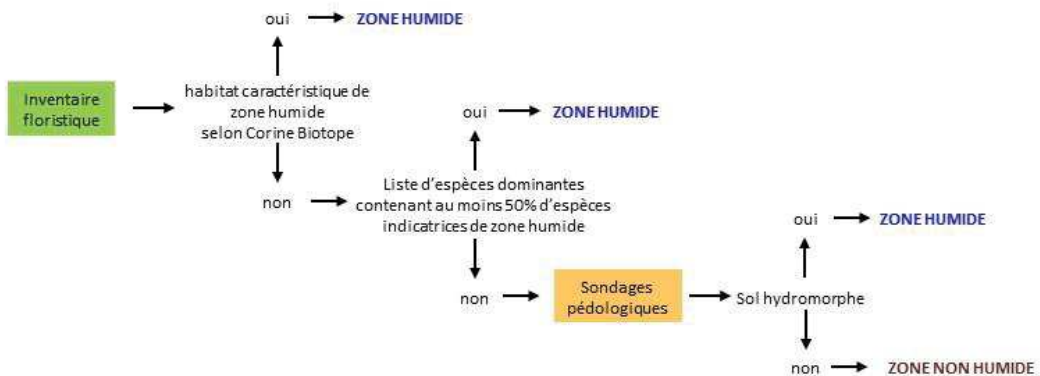 oui
ZONE HUMIDE
Inventaire
floristique
habitat caractéristique de
zone humide
selon Corine Biotope
oui
ZONE HUMIDE
non
Liste d'espèces dominantes
contenant au moins 50% d'espèces
indicatrices de zone humide
oui
ZONE HUMIDE
non
Sondages
pédologiques
Sol hydromorphe
non
ZONE NON HUMIDE